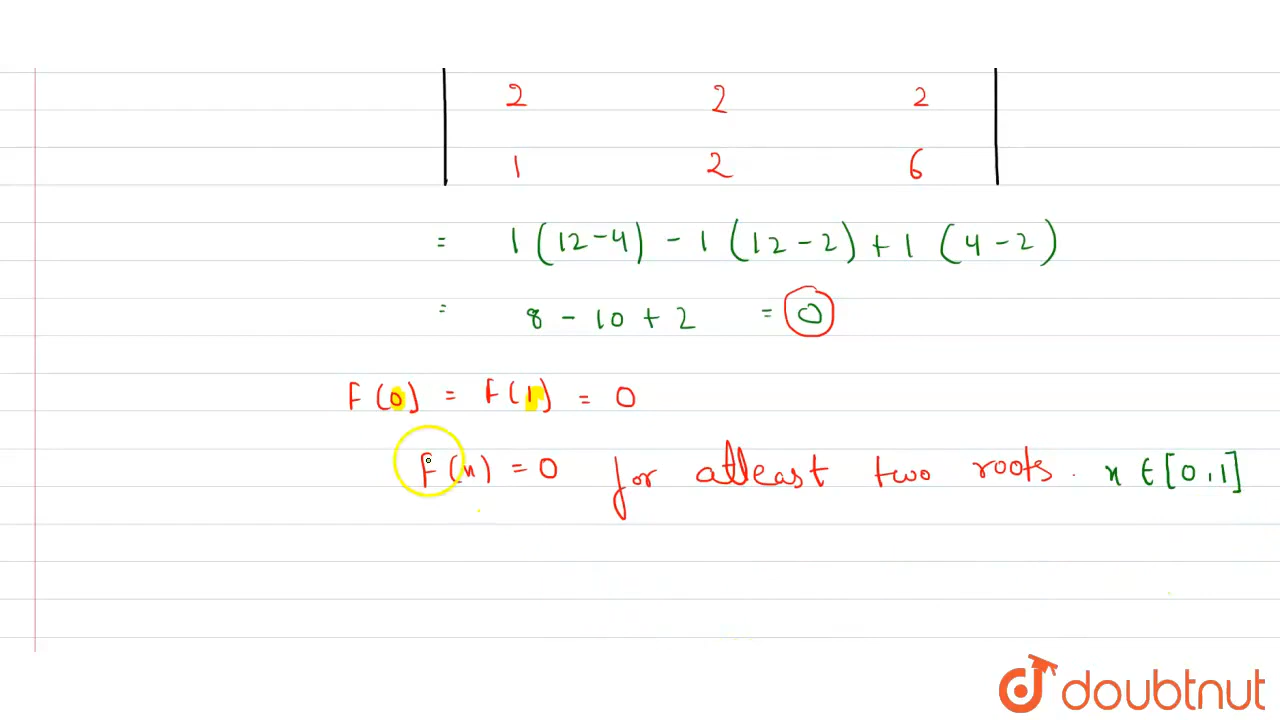 2 2 2
1 2 6
= 1(12-4) - 1(12-2) + 1(4-2)
= 8 - 10 + 2 = 0
F(0) = F(1) = 0
F(x) = 0 for atleast two roots. x ∈ [0,1]
doubtnut